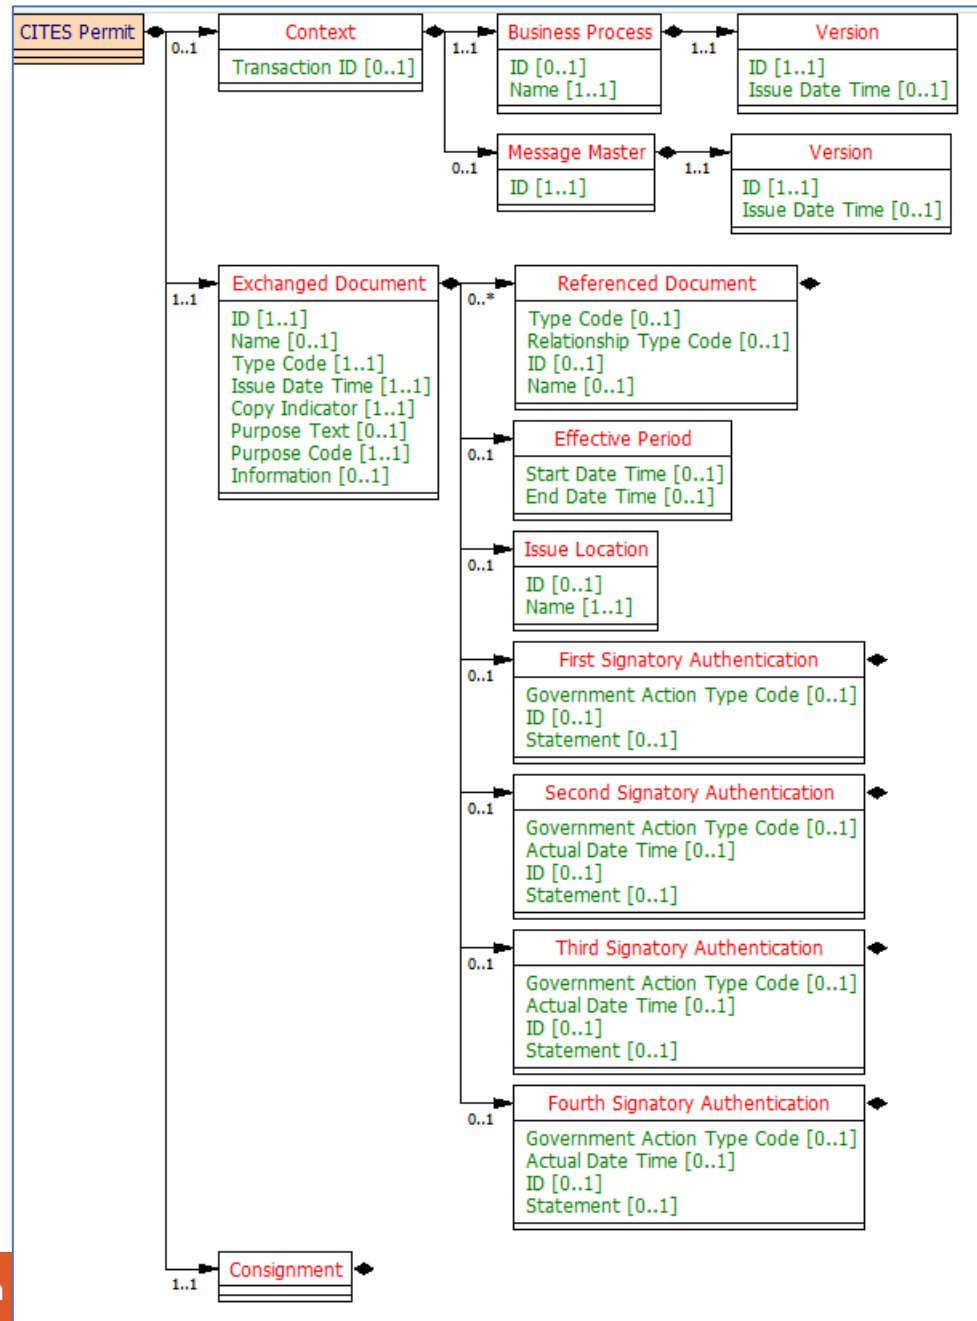 CITES Permit
0..1
Context
Transaction ID [0..1]
1..1
Business Process
ID [0..1]
Name [1..1]
1..1
Version
ID [1..1]
Issue Date Time [0..1]
0..1
Message Master
ID [1..1]
1..1
Version
ID [1..1]
Issue Date Time [0..1]
1..1
Exchanged Document
ID [1..1]
Name [0..1]
Type Code [1..1]
Issue Date Time [1..1]
Copy Indicator [1..1]
Purpose Text [0..1]
Purpose Code [1..1]
Information [0..1]
0..*
Referenced Document
Type Code [0..1]
Relationship Type Code [0..1]
ID [0..1]
Name [0..1]
0..1
Effective Period
Start Date Time [0..1]
End Date Time [0..1]
0..1
Issue Location
ID [0..1]
Name [1..1]
0..1
First Signatory Authentication
Government Action Type Code [0..1]
ID [0..1]
Statement [0..1]
0..1
Second Signatory Authentication
Government Action Type Code [0..1]
Actual Date Time [0..1]
ID [0..1]
Statement [0..1]
0..1
Third Signatory Authentication
Government Action Type Code [0..1]
Actual Date Time [0..1]
ID [0..1]
Statement [0..1]
0..1
Fourth Signatory Authentication
Government Action Type Code [0..1]
Actual Date Time [0..1]
ID [0..1]
Statement [0..1]
1..1
Consignment